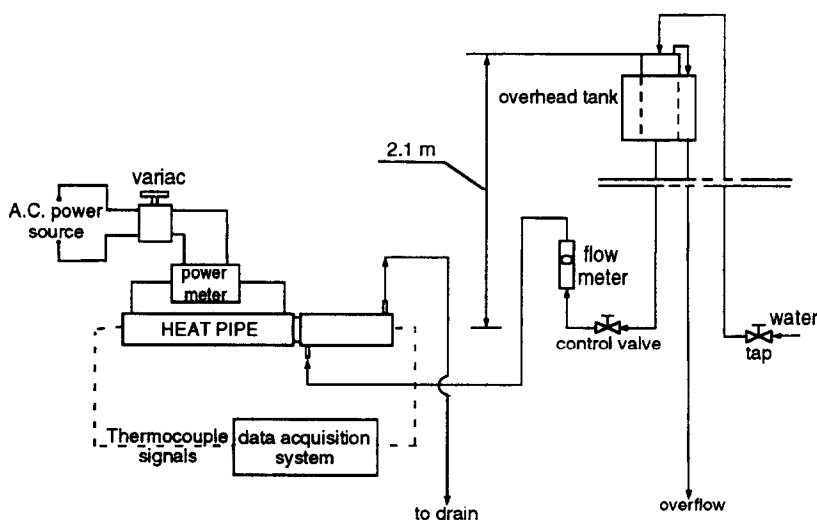 overhead tank
2.1 m
variac
A.C. power
source
power
meter
flow
meter
HEAT PIPE
control valve
water
tap
Thermocouple
signals
data acquisition
system
to drain
overflow